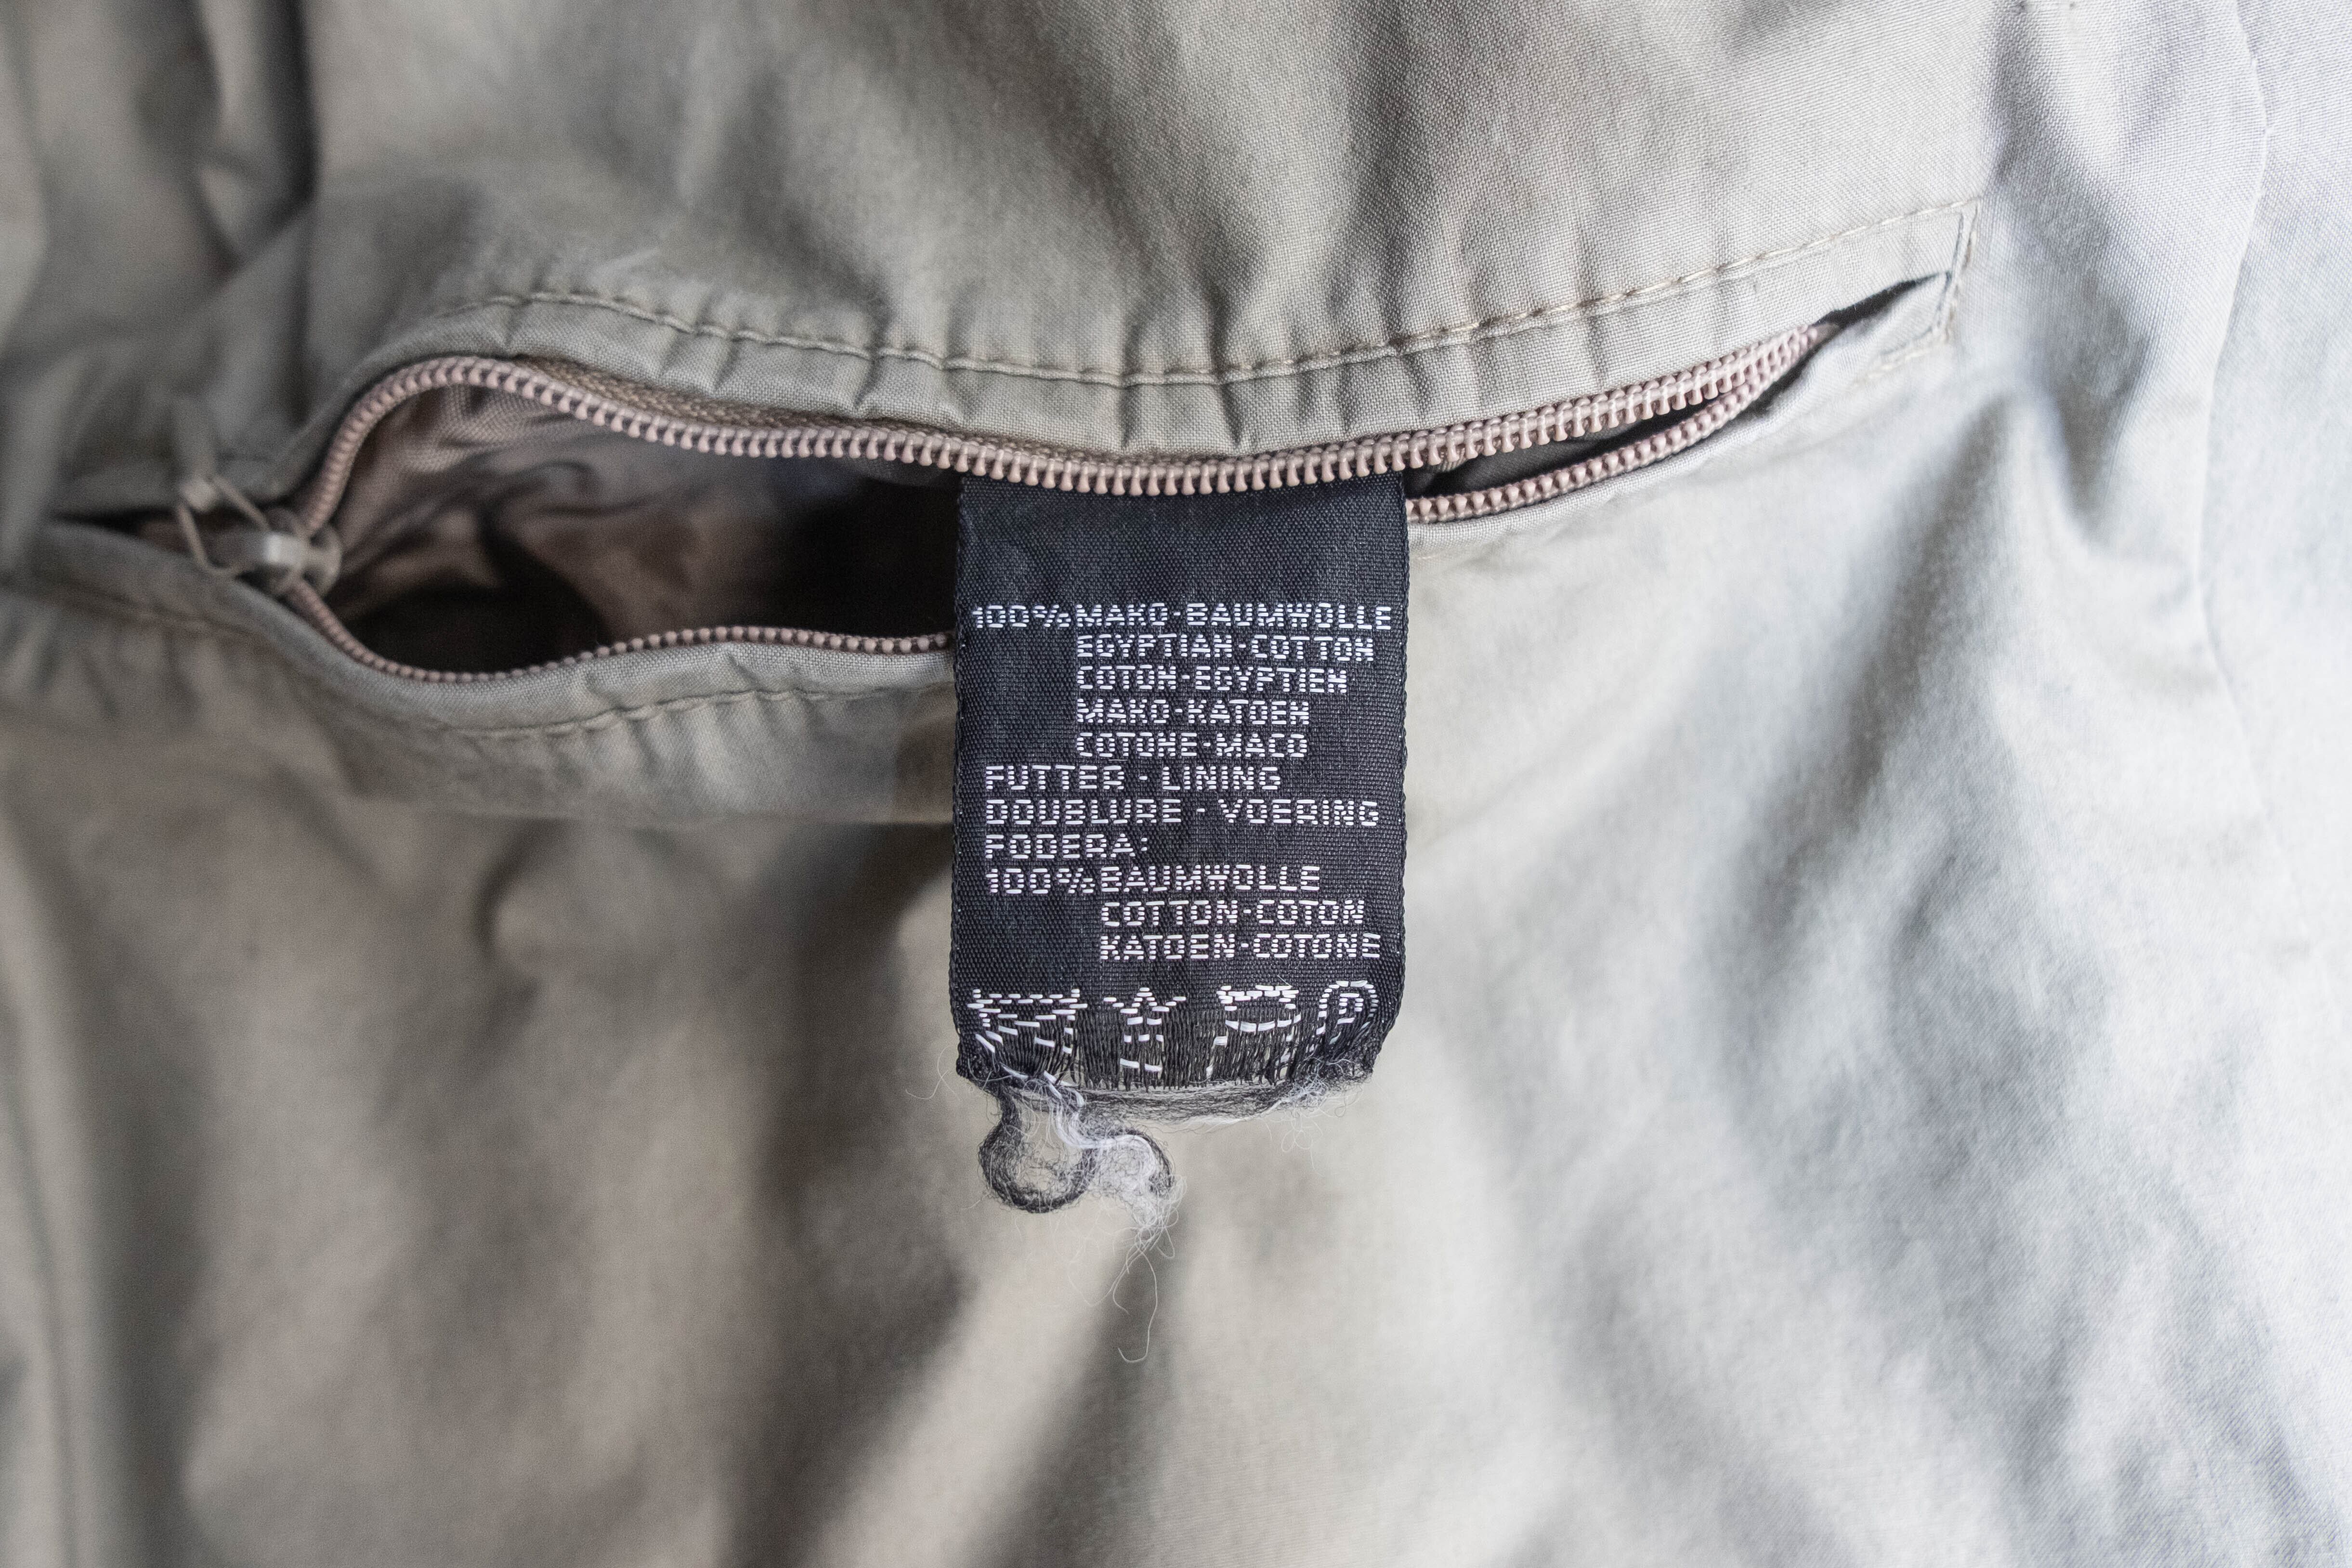 100% MAKO-BAUMWOLLE
EGYPTIAN-COTTON
COTON-EGYPTIEN
MAKO-KATOEN
COTONE-MACO
FUTTER - LINING
DOUBLURE - VOERING
FODERA:
100% BAUMWOLLE
COTTON-COTON
KATOEN-COTONE
P